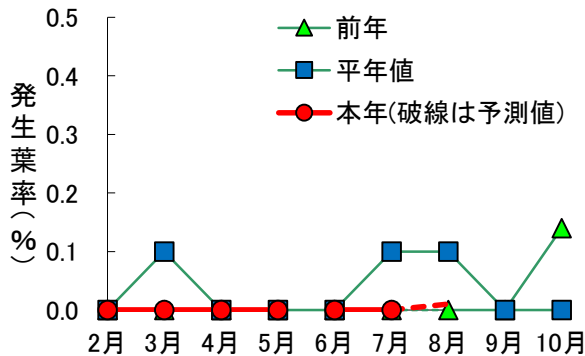 前年
平年値
本年(破線は予測値)
発生葉率(%)
0.5
0.4
0.3
0.2
0.1
0.0
2月 3月 4月 5月 6月 7月 8月 9月 10月